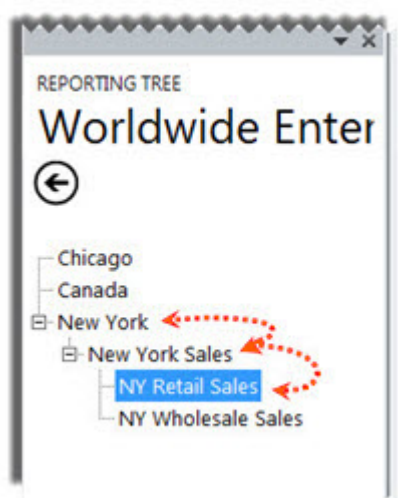 REPORTING TREE
Worldwide Enter
Chicago
Canada
New York
New York Sales
NY Retail Sales
NY Wholesale Sales